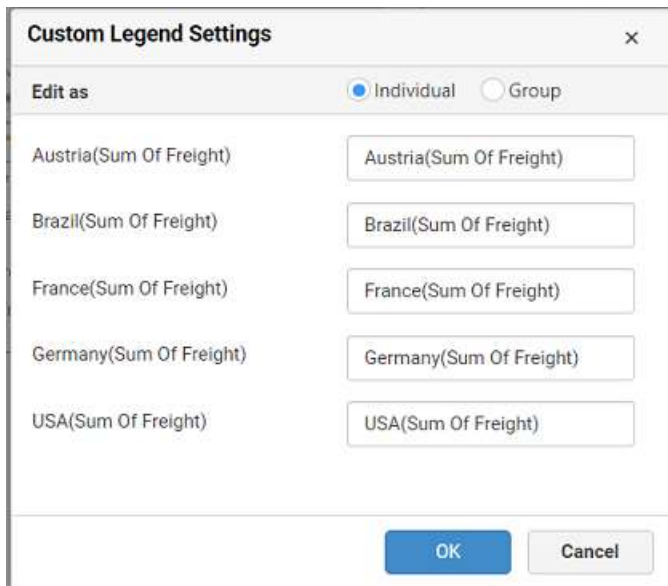 Custom Legend Settings ×
Edit as Individual Group
Austria(Sum Of Freight) Austria(Sum Of Freight)
Brazil(Sum Of Freight) Brazil(Sum Of Freight)
France(Sum Of Freight) France(Sum Of Freight)
Germany(Sum Of Freight) Germany(Sum Of Freight)
USA(Sum Of Freight) USA(Sum Of Freight)
OK Cancel